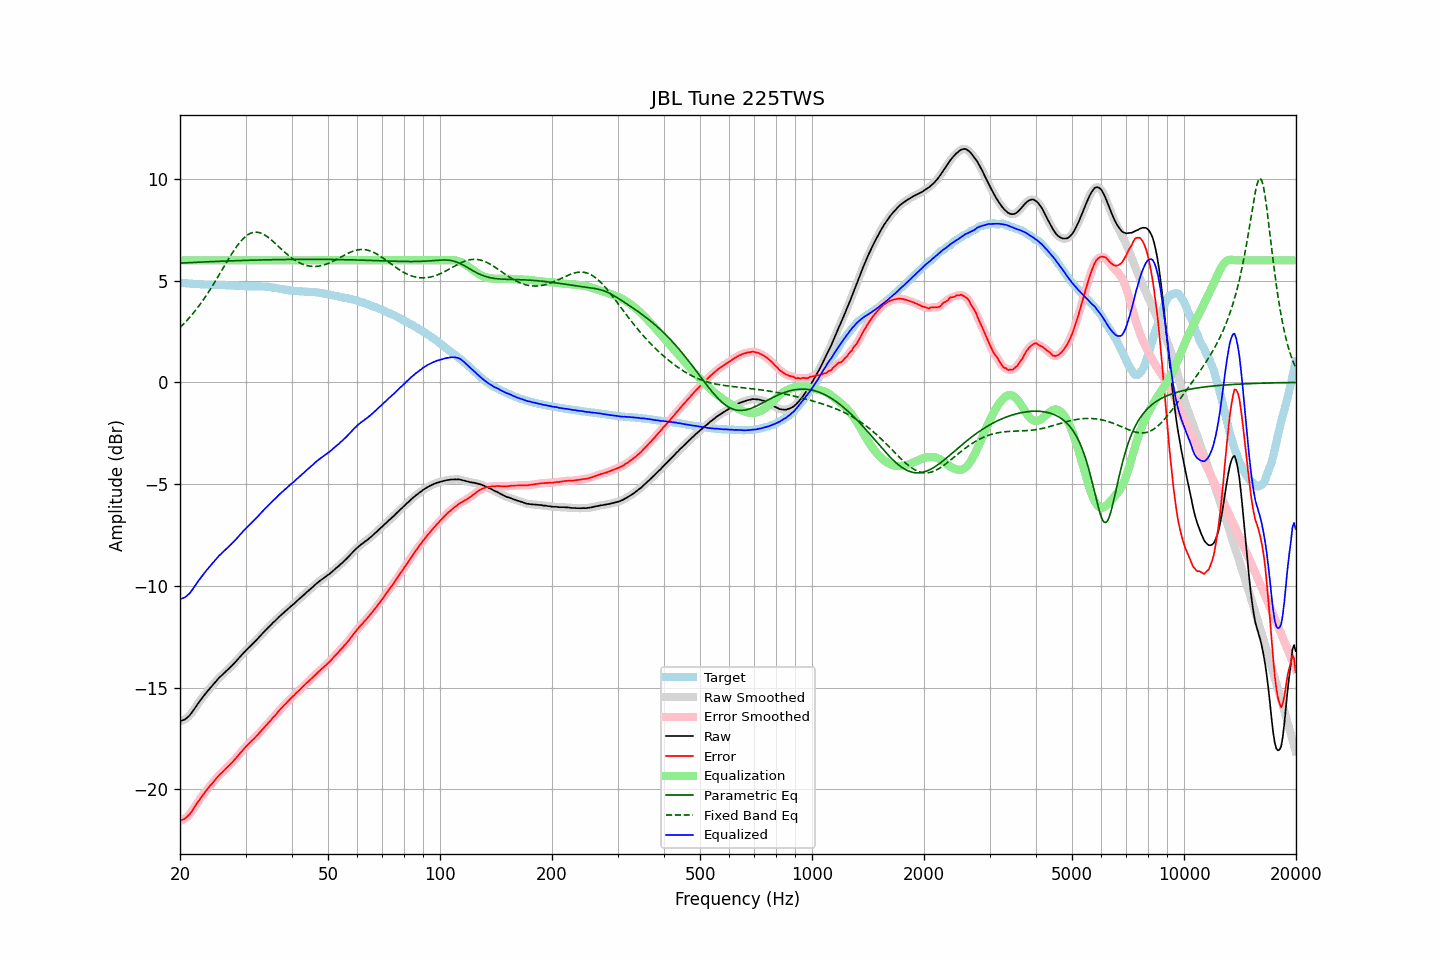 JBL Tune 225TWS
Amplitude (dBr)
10
5
0
−5
−10
−15
−20
Target
Raw Smoothed
Error Smoothed
Raw
Error
Equalization
Parametric Eq
Fixed Band Eq
Equalized
20 50 100 200 500 1000 2000 5000 10000 20000
Frequency (Hz)